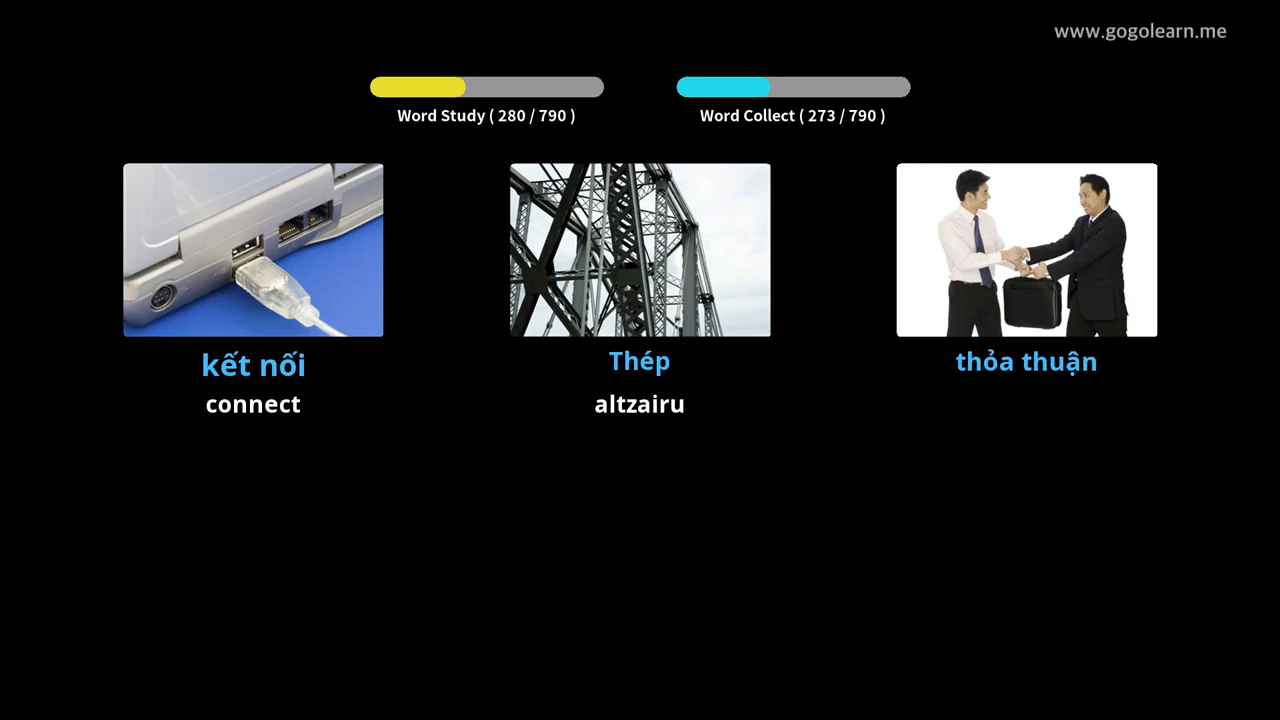 www.gogolearn.me
Word Study ( 280 / 790 )
Word Collect ( 273 / 790 )
kết nối
connect
Thép
altzairu
thỏa thuận